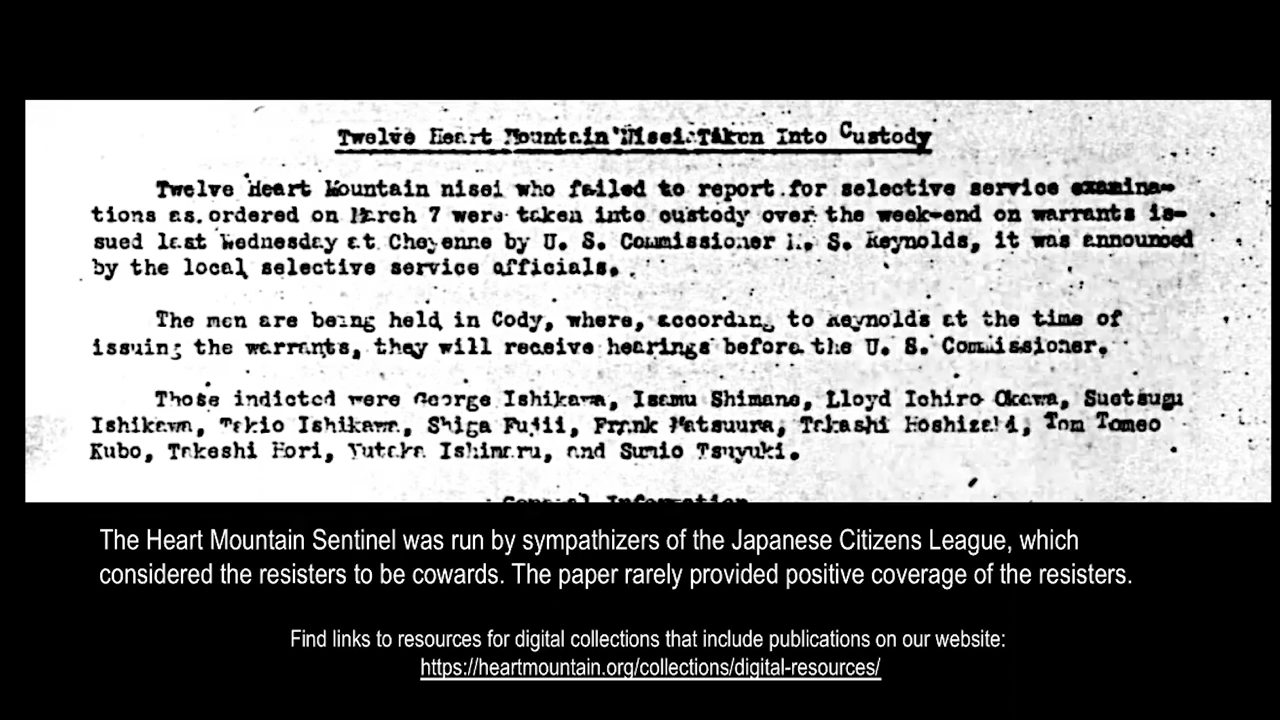 Twelve Heart Mountain Nisei Taken Into Custody
Twelve Heart Mountain nisei who failed to report for selective service examina-
tions as ordered on March 7 were taken into custody over the week-end on warrants is-
sued last Wednesday at Cheyenne by U. S. Commissioner S. Reynolds, it was announced
by the local selective service officials.
The men are being held in Cody, where, according to Reynolds at the time of
issuing the warrants, they will receive hearings before the U. S. Commissioner.
Those indicted were George Ishikawa, Isamu Shimane, Lloyd Ichiro Okawa, Suetsugu
Ishikawa, Tokio Ishikawa, Shiga Fujii, Frank Matsuura, Takashi Hoshizaki, Tom Tomeo
Kubo, Takeshi Hori, Yutaka Ishimaru, and Sumio Tsuyuki.
General Information
The Heart Mountain Sentinel was run by sympathizers of the Japanese Citizens League, which
considered the resisters to be cowards. The paper rarely provided positive coverage of the resisters.
Find links to resources for digital collections that include publications on our website:
https://heartmountain.org/collections/digital-resources/